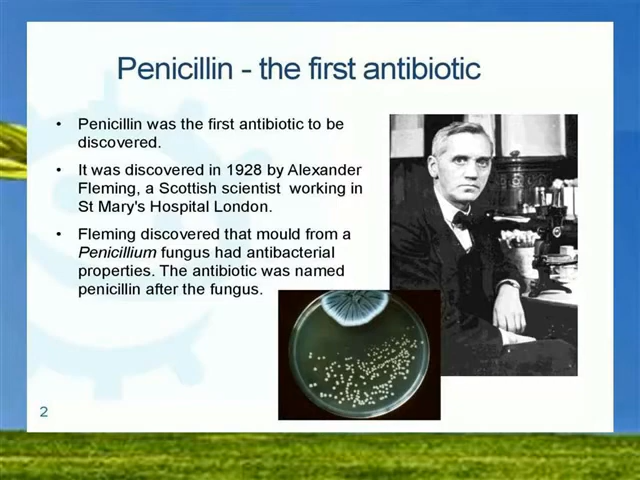 Penicillin - the first antibiotic
• Penicillin was the first antibiotic to be
discovered.
• It was discovered in 1928 by Alexander
Fleming, a Scottish scientist  working in
St Mary's Hospital London.
• Fleming discovered that mould from a
Penicillium fungus had antibacterial
properties. The antibiotic was named
penicillin after the fungus.
2